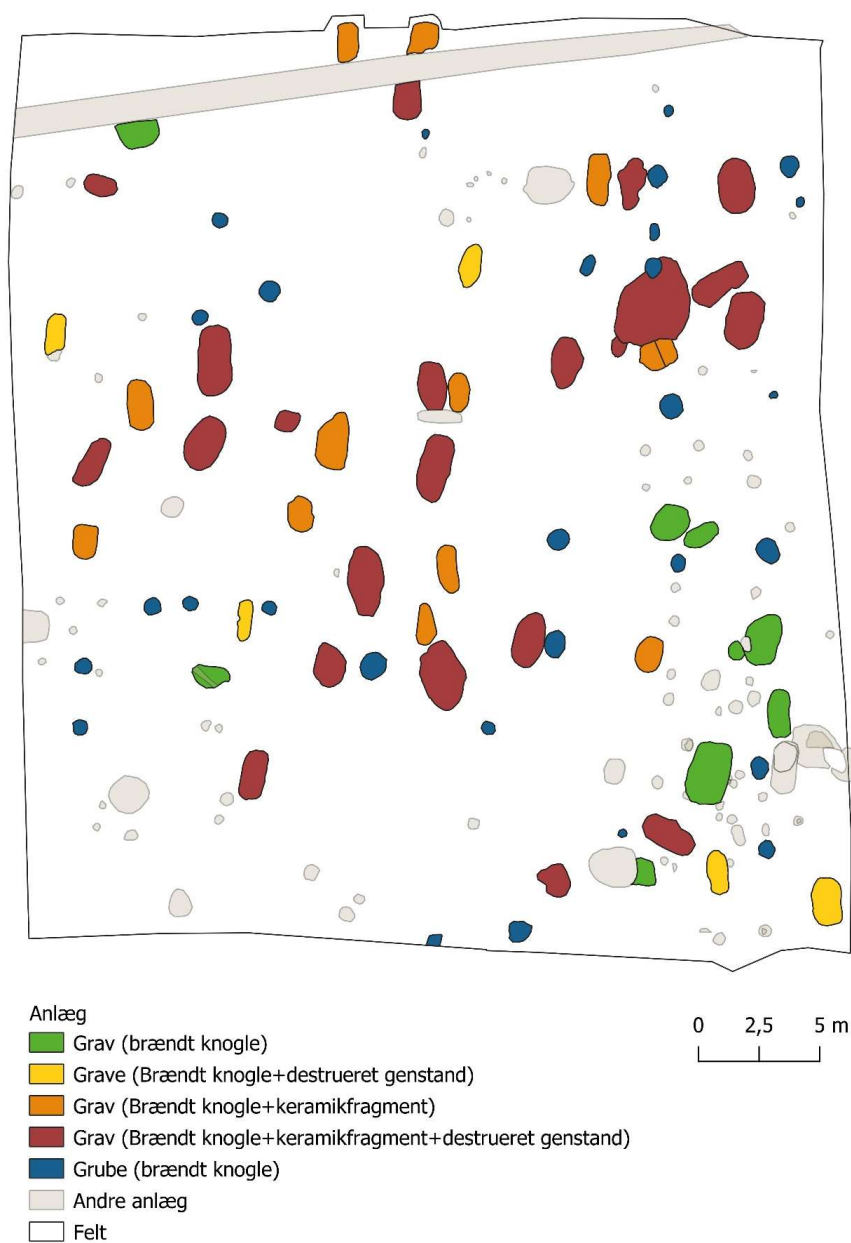 Anlæg
Grav (brændt knogle)
Grave (Brændt knogle+destrueret genstand)
Grav (Brændt knogle+keramikfragment)
Grav (Brændt knogle+keramikfragment+destrueret genstand)
Grube (brændt knogle)
Andre anlæg
Felt
0 2,5 5 m